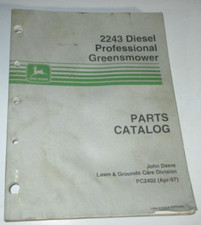 2243 Diesel
Professional
Greensmower
PARTS
CATALOG
John Deere
Lawn & Grounds Care Division
PC2402 (Apr-97)